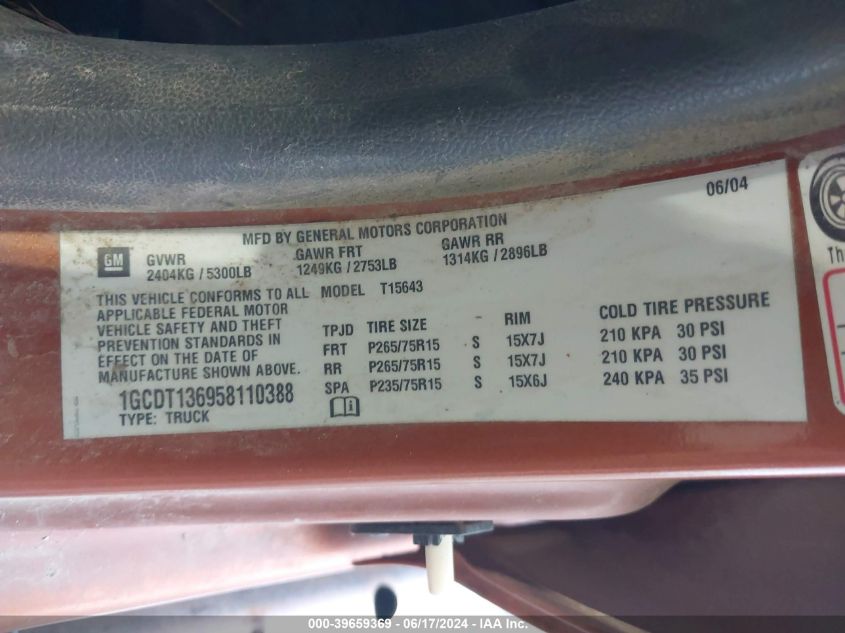 06/04
MFD BY GENERAL MOTORS CORPORATION
GM
GVWR GAWR FRT GAWR RR
2404KG / 5300LB 1249KG / 2753LB 1314KG / 2896LB
THIS VEHICLE CONFORMS TO ALL
APPLICABLE FEDERAL MOTOR
VEHICLE SAFETY AND THEFT
PREVENTION STANDARDS IN
EFFECT ON THE DATE OF
MANUFACTURE SHOWN ABOVE.
1GCDT136958110388
TYPE: TRUCK
MODEL T15643
TPJD TIRE SIZE RIM COLD TIRE PRESSURE
FRT P265/75R15 S 15X7J 210 KPA 30 PSI
RR P265/75R15 S 15X7J 210 KPA 30 PSI
SPA P235/75R15 S 15X6J 240 KPA 35 PSI
Th
000-39659369 - 06/17/2024 - IAAI, Inc.